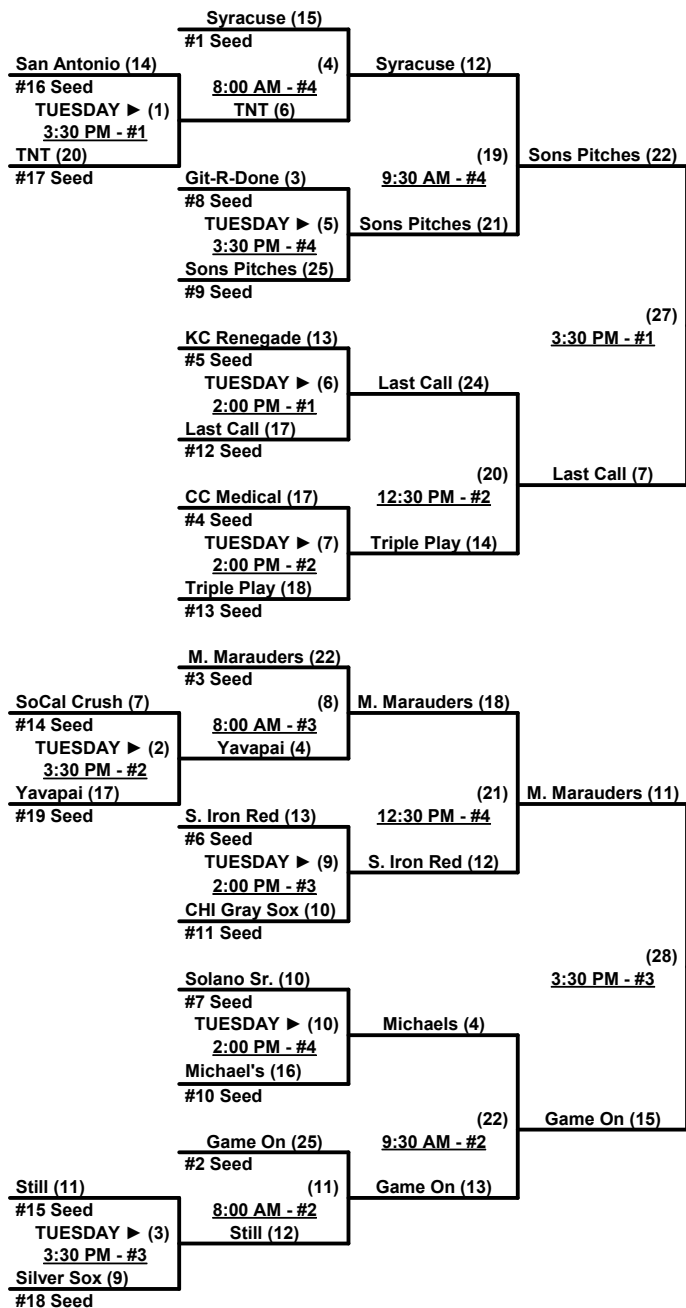 Syracuse (15)
#1 Seed
San Antonio (14)
(4)
Syracuse (12)
#16 Seed
8:00 AM - #4
TUESDAY ► (1)
TNT (6)
3:30 PM - #1
TNT (20)
(19)
Sons Pitches (22)
#17 Seed
Git-R-Done (3)
9:30 AM - #4
#8 Seed
TUESDAY ► (5)
Sons Pitches (21)
3:30 PM - #4
Sons Pitches (25)
#9 Seed
(27)
KC Renegade (13)
3:30 PM - #1
#5 Seed
TUESDAY ► (6)
Last Call (24)
2:00 PM - #1
Last Call (17)
#12 Seed
(20)
Last Call (7)
CC Medical (17)
12:30 PM - #2
#4 Seed
TUESDAY ► (7)
Triple Play (14)
2:00 PM - #2
Triple Play (18)
#13 Seed
M. Marauders (22)
#3 Seed
SoCal Crush (7)
(8)
M. Marauders (18)
#14 Seed
8:00 AM - #3
TUESDAY ► (2)
Yavapai (4)
3:30 PM - #2
Yavapai (17)
(21)
M. Marauders (11)
#19 Seed
S. Iron Red (13)
12:30 PM - #4
#6 Seed
TUESDAY ► (9)
S. Iron Red (12)
2:00 PM - #3
CHI Gray Sox (10)
#11 Seed
(28)
Solano Sr. (10)
3:30 PM - #3
#7 Seed
TUESDAY ► (10)
Michaels (4)
2:00 PM - #4
Michael's (16)
#10 Seed
(22)
Game On (15)
Game On (25)
9:30 AM - #2
#2 Seed
Still (11)
(11)
Game On (13)
#15 Seed
8:00 AM - #2
TUESDAY ► (3)
Still (12)
3:30 PM - #3
Silver Sox (9)
#18 Seed